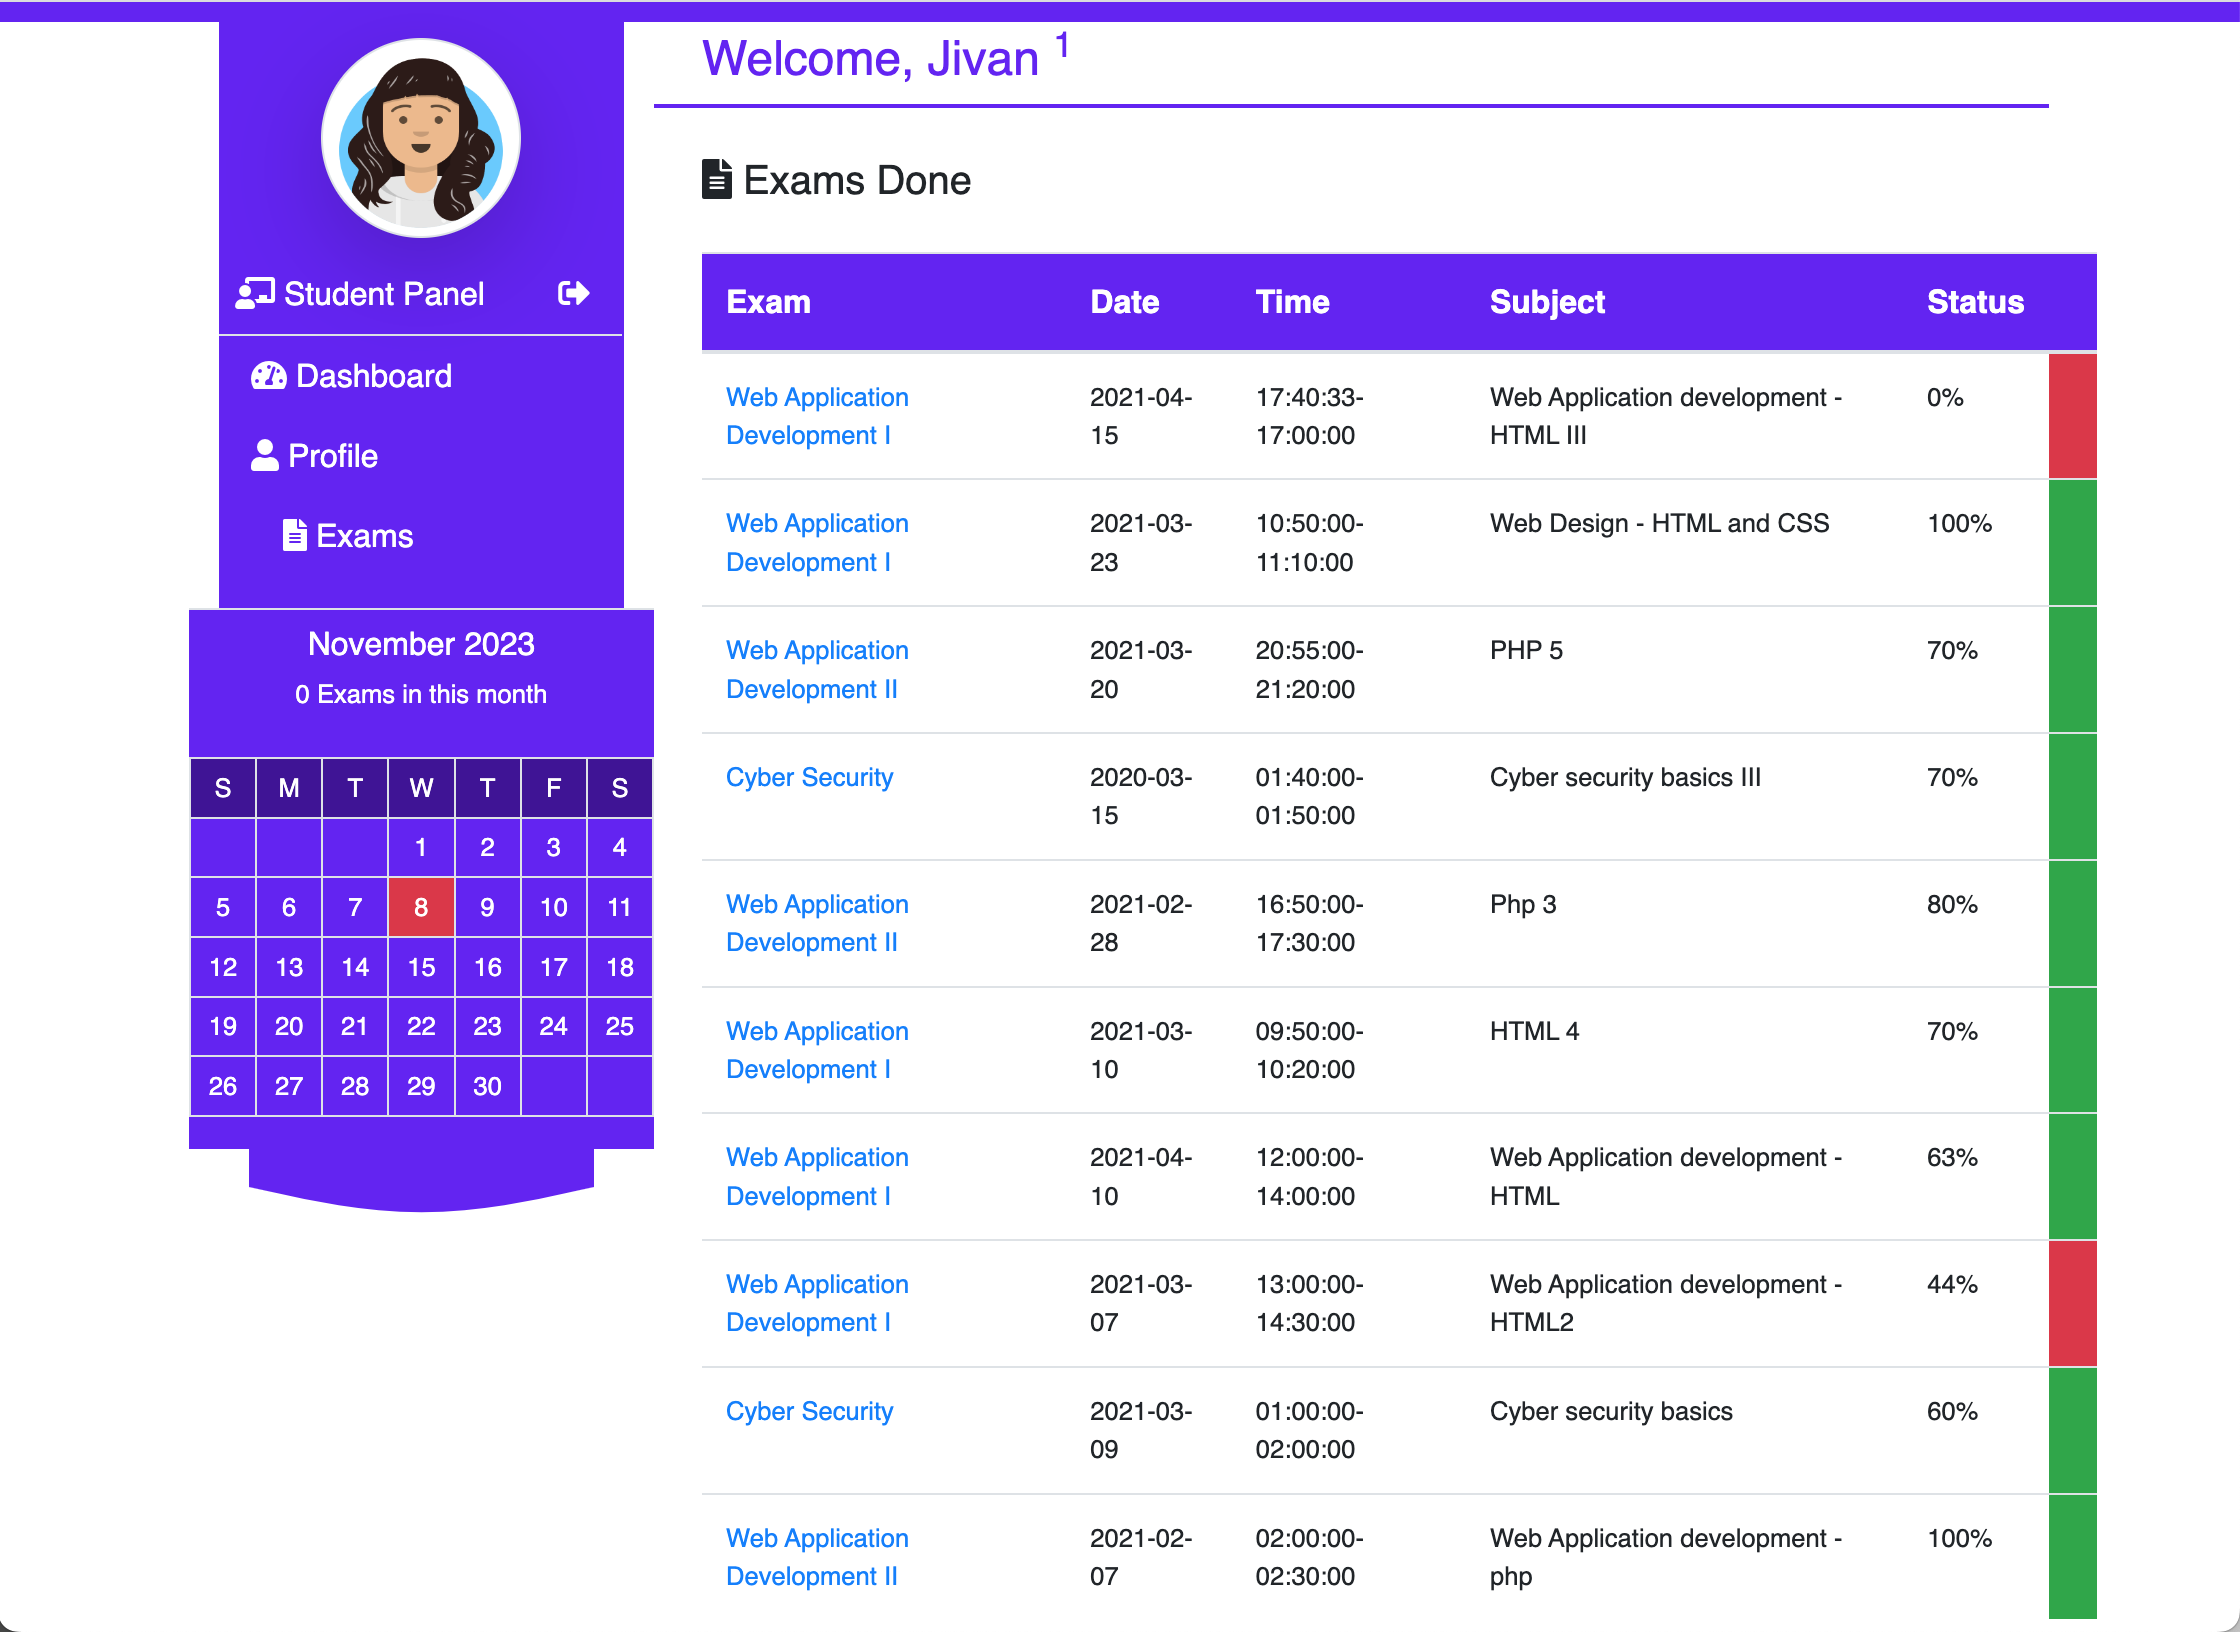 Welcome, Jivan 1
Student Panel
Dashboard
Profile
Exams
November 2023
0 Exams in this month
S M T W T F S
1 2 3 4
5 6 7 8 9 10 11
12 13 14 15 16 17 18
19 20 21 22 23 24 25
26 27 28 29 30
Exams Done
Exam Date Time Subject Status
Web Application 2021-04- 17:40:33- Web Application development - 0%
Development I 15 17:00:00 HTML III
Web Application 2021-03- 10:50:00- Web Design - HTML and CSS 100%
Development I 23 11:10:00
Web Application 2021-03- 20:55:00- PHP 5 70%
Development II 20 21:20:00
Cyber Security 2020-03- 01:40:00- Cyber security basics III 70%
15 01:50:00
Web Application 2021-02- 16:50:00- Php 3 80%
Development II 28 17:30:00
Web Application 2021-03- 09:50:00- HTML 4 70%
Development I 10 10:20:00
Web Application 2021-04- 12:00:00- Web Application development - 63%
Development I 10 14:00:00 HTML
Web Application 2021-03- 13:00:00- Web Application development - 44%
Development I 07 14:30:00 HTML2
Cyber Security 2021-03- 01:00:00- Cyber security basics 60%
09 02:00:00
Web Application 2021-02- 02:00:00- Web Application development - 100%
Development II 07 02:30:00 php